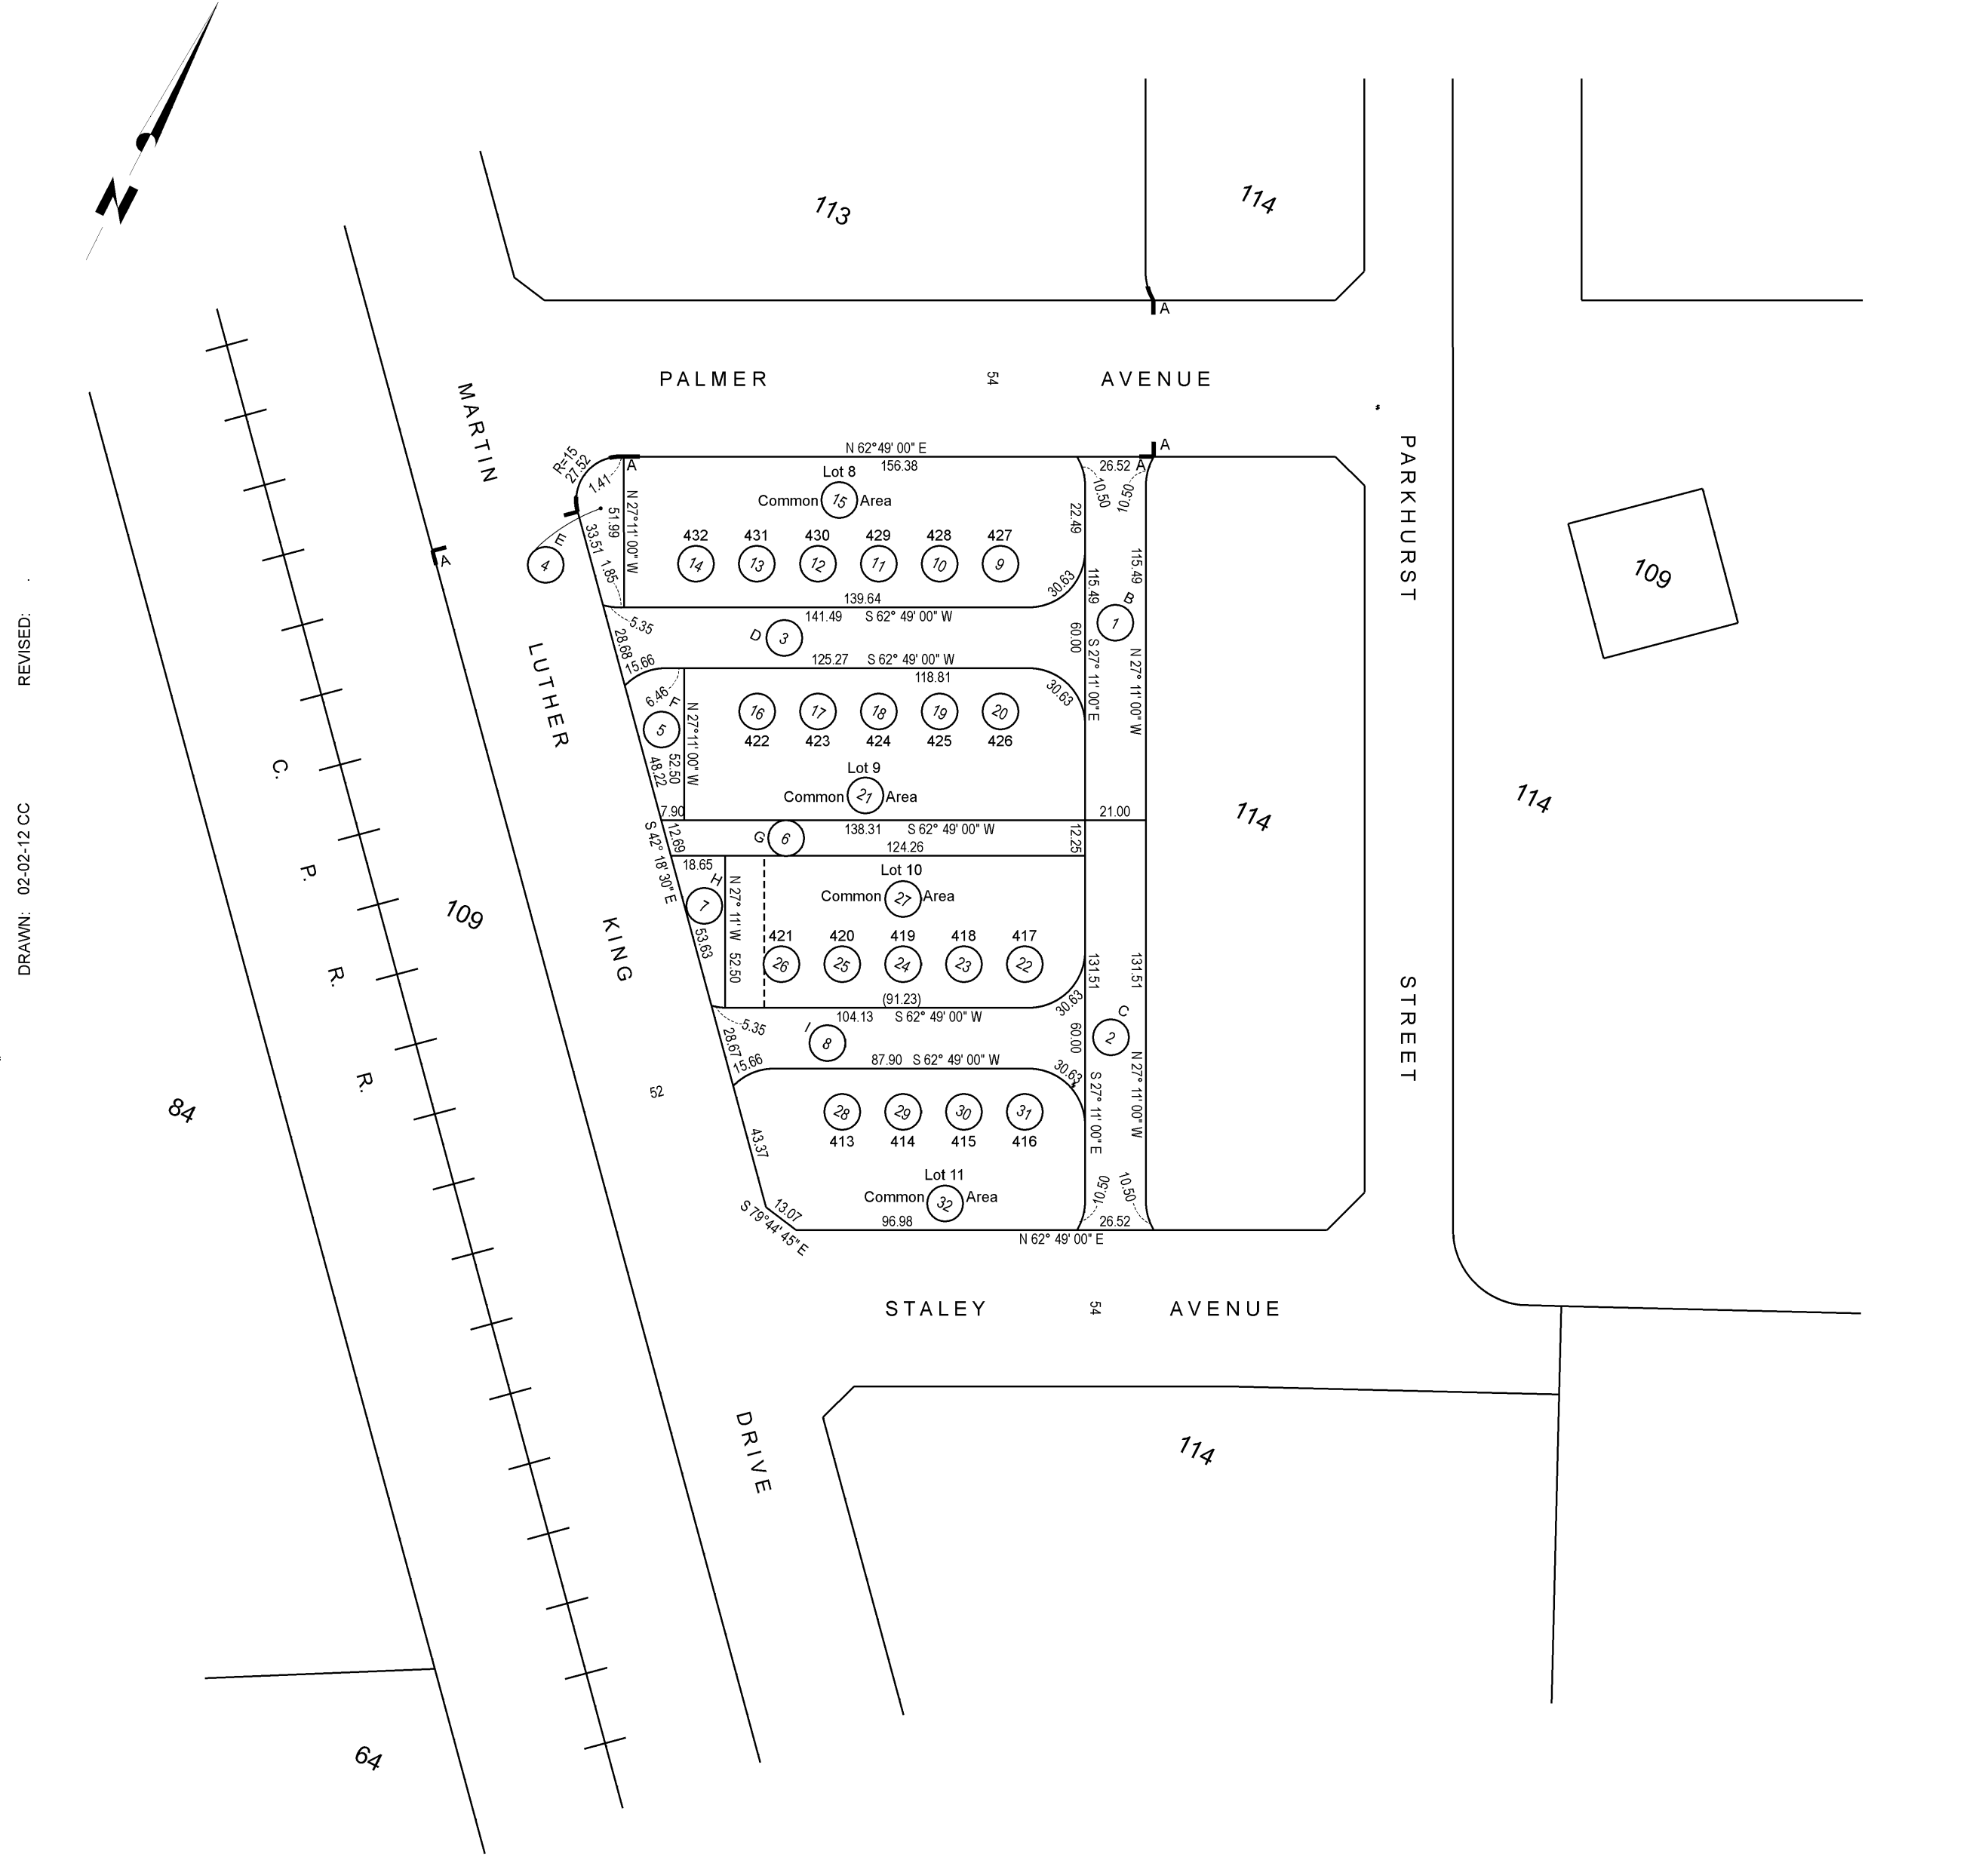 N
113
114
A
PALMER
54
AVENUE
A
MARTIN
LUTHER
KING
DRIVE
52
PARKHURST
STREET
109
114
114
114
109
84
64
C.
P.
R.
R.
A
REVISED:
DRAWN: 02-02-12 CC
N 62°49' 00" E
156.38
26.52
A
A
R=15
27.52
1.41
Lot 8
Common 15 Area
10.50
10.50
22.49
51.99
N 27°11' 00" W
33.51
1.85
E
4
432
431
430
429
428
427
14
13
12
11
10
9
30.63
139.64
115.49
115.49
B
1
141.49 S 62° 49' 00" W
5.35
28.68
D
3
60.00
S 27° 11' 00" E
N 27° 11' 00" W
15.66
125.27 S 62° 49' 00" W
118.81
30.63
6.46
F
5
N 27°11' 00" W
16
17
18
19
20
422
423
424
425
426
52.50
48.22
Lot 9
Common 21 Area
7.90
21.00
12.69
G
6
138.31 S 62° 49' 00" W
12.25
124.26
S 42° 18' 30" E
18.65
H
7
N 27° 11' W 52.50
53.63
Lot 10
Common 27 Area
421
420
419
418
417
26
25
24
23
22
131.51
131.51
(91.23)
30.63
104.13 S 62° 49' 00" W
5.35
28.67
I
8
60.00
C
2
15.66
87.90 S 62° 49' 00" W
30.63
S 27° 11' 00" E
N 27° 11' 00" W
28
29
30
31
413
414
415
416
43.37
Lot 11
Common 32 Area
10.50
10.50
13.07
S 79°44' 45" E
96.98
26.52
N 62° 49' 00" E
STALEY
54
AVENUE
114